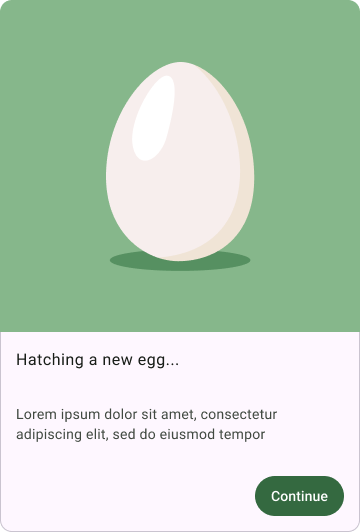 Hatching a new egg...
Lorem ipsum dolor sit amet, consectetur
adipiscing elit, sed do eiusmod tempor
Continue